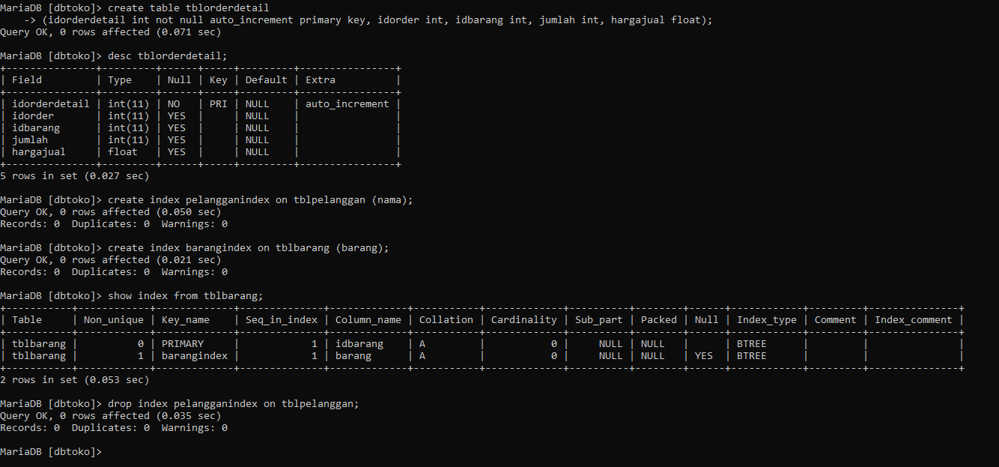 MariaDB [dbtoko]> create table tblorderdetail
    -> (idorderdetail int not null auto_increment primary key, idorder int, idbarang int, jumlah int, hargajual float);
Query OK, 0 rows affected (0.071 sec)

MariaDB [dbtoko]> desc tblorderdetail;
+---------------+---------+------+-----+---------+----------------+
| Field         | Type    | Null | Key | Default | Extra          |
+---------------+---------+------+-----+---------+----------------+
| idorderdetail | int(11) | NO   | PRI | NULL    | auto_increment |
| idorder       | int(11) | YES  |     | NULL    |                |
| idbarang      | int(11) | YES  |     | NULL    |                |
| jumlah        | int(11) | YES  |     | NULL    |                |
| hargajual     | float   | YES  |     | NULL    |                |
+---------------+---------+------+-----+---------+----------------+
5 rows in set (0.027 sec)

MariaDB [dbtoko]> create index pelangganindex on tblpelanggan (nama);
Query OK, 0 rows affected (0.050 sec)
Records: 0  Duplicates: 0  Warnings: 0

MariaDB [dbtoko]> create index barangindex on tblbarang (barang);
Query OK, 0 rows affected (0.021 sec)
Records: 0  Duplicates: 0  Warnings: 0

MariaDB [dbtoko]> show index from tblbarang;
+-----------+------------+-------------+--------------+-------------+-----------+-------------+----------+--------+------+------------+---------+---------------+
| Table     | Non_unique | Key_name    | Seq_in_index | Column_name | Collation | Cardinality | Sub_part | Packed | Null | Index_type | Comment | Index_comment |
+-----------+------------+-------------+--------------+-------------+-----------+-------------+----------+--------+------+------------+---------+---------------+
| tblbarang |          0 | PRIMARY     |            1 | idbarang    | A         |           0 |     NULL | NULL   |      | BTREE      |         |               |
| tblbarang |          1 | barangindex |            1 | barang      | A         |           0 |     NULL | NULL   | YES  | BTREE      |         |               |
+-----------+------------+-------------+--------------+-------------+-----------+-------------+----------+--------+------+------------+---------+---------------+
2 rows in set (0.053 sec)

MariaDB [dbtoko]> drop index pelangganindex on tblpelanggan;
Query OK, 0 rows affected (0.035 sec)
Records: 0  Duplicates: 0  Warnings: 0

MariaDB [dbtoko]>